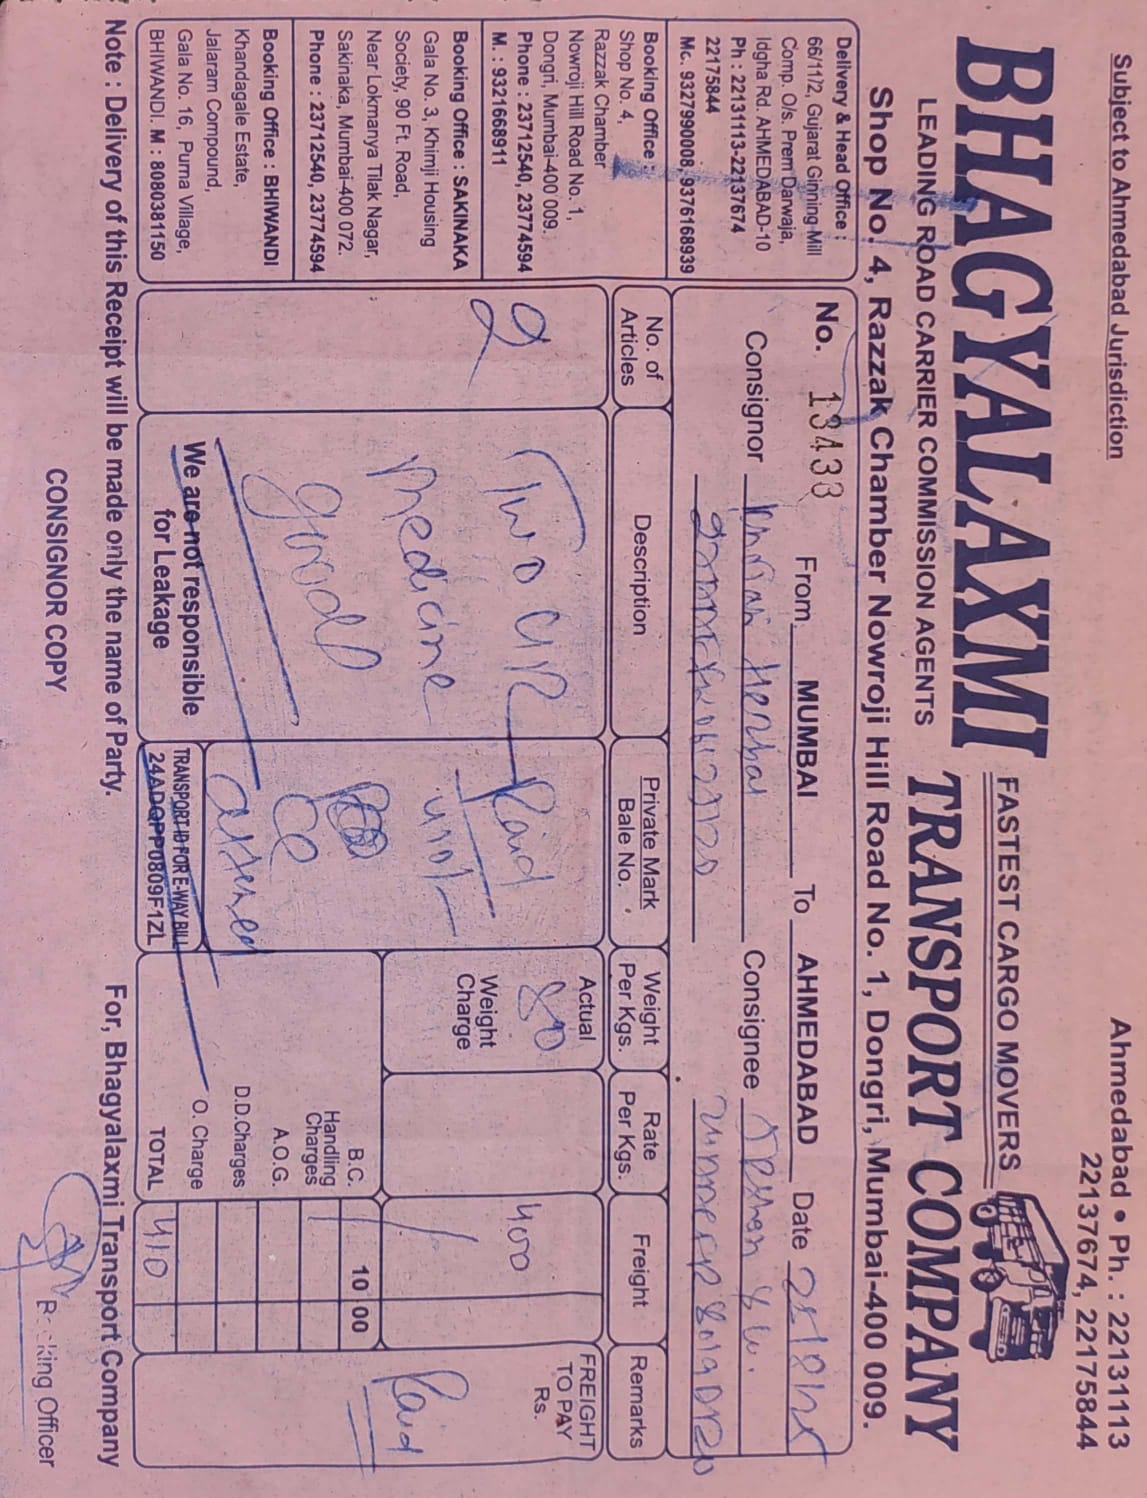 Subject to Ahmedabad Jurisdiction
Ahmedabad • Ph. : 22131113
22137674, 22175844
BHAGYALAXMI
FASTEST CARGO MOVERS
LEADING ROAD CARRIER COMMISSION AGENTS
TRANSPORT COMPANY
Shop No. 4, Razzak Chamber Nowroji Hill Road No. 1, Dongri, Mumbai-400 009.
Delivery & Head Office :
66/11/2, Gujarat Ginning Mill
Comp. O/s. Prem Darwaja,
Idgha Rd. AHMEDABAD-10
Ph : 22131113-22137674
22175844
Mc. 9327990008, 9376168939
Booking Office :
Shop No. 4,
Razzak Chamber
Nowroji Hill Road No. 1,
Dongri, Mumbai-400 009.
Phone : 23712540, 23774594
M. : 9321668911
Booking Office : SAKINAKA
Gala No. 3, Khimji Housing
Society, 90 Ft. Road,
Near Lokmanya Tilak Nagar,
Sakinaka, Mumbai-400 072.
Phone : 23712540, 23774594
Booking Office : BHIWANDI
Khandagale Estate,
Jalaram Compound,
Gala No. 16, Purna Village,
BHIWANDI. M : 8080381150
No. 13433 From MUMBAI To AHMEDABAD Date
Consignor Herbal Consignee
No. of Articles
Description
Private Mark Bale No.
Weight Per Kgs.
Rate Per Kgs.
Freight
Remarks
2
Two
Medicine
good
Paid
Actual
80
Weight Charge
400
FREIGHT TO PAY Rs.
Paid
B.C. 10 00
Handling Charges
A.O.G.
D.D.Charges
O. Charge
TOTAL 410
We are not responsible
for Leakage
TRANSPORT ID FOR E-WAY BILL
24ADQPP0809F1ZL
Note : Delivery of this Receipt will be made only the name of Party.
For, Bhagyalaxmi Transport Company
CONSIGNOR COPY
Booking Officer